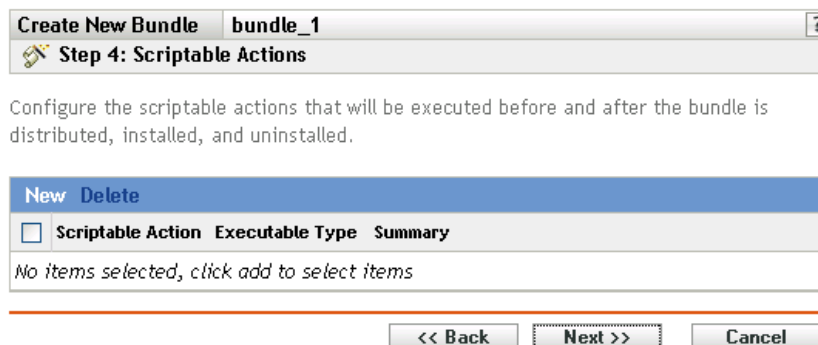 Create New Bundle bundle_1
Step 4: Scriptable Actions
Configure the scriptable actions that will be executed before and after the bundle is
distributed, installed, and uninstalled.
New Delete
Scriptable Action Executable Type Summary
No items selected, click add to select items
<< Back Next >> Cancel